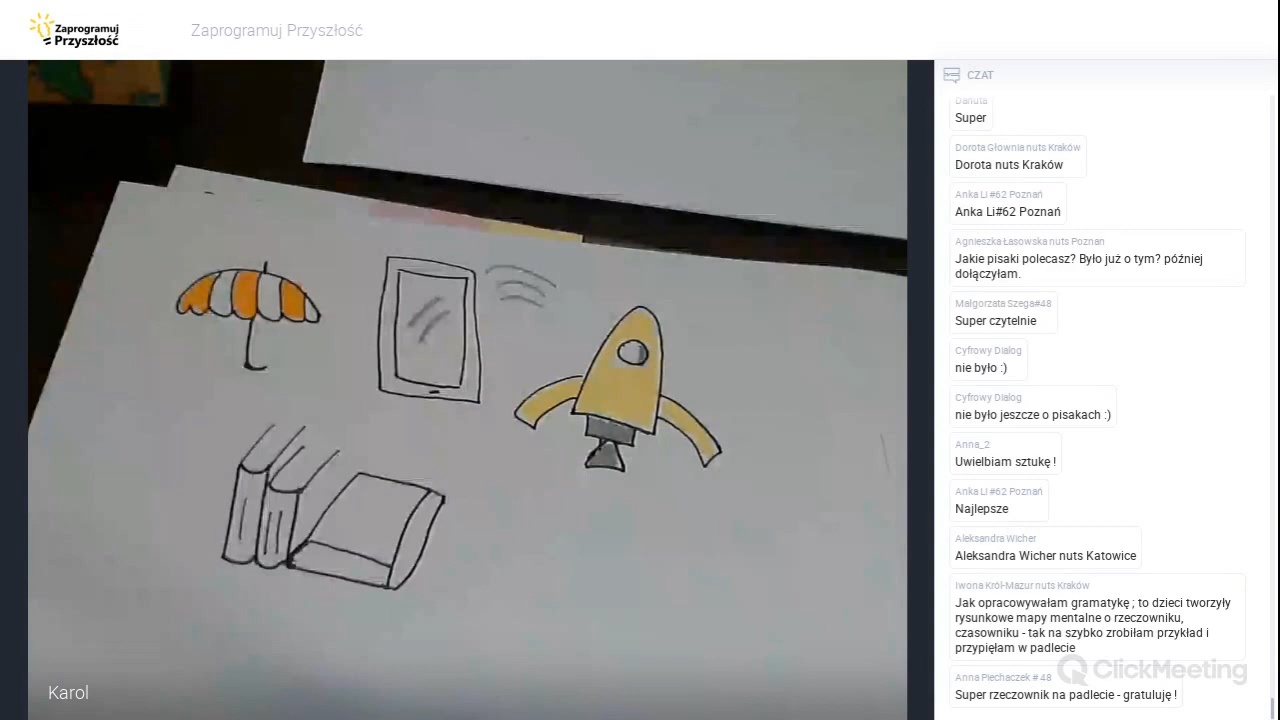 Zaprogramuj
Przyszłość
Zaprogramuj Przyszłość
CZAT
Danuta
Super
Dorota Głownia nuts Kraków
Dorota nuts Kraków
Anka Li #62 Poznań
Anka Li#62 Poznań
Agnieszka Łasowska nuts Poznan
Jakie pisaki polecasz? Było już o tym? później
dołączyłam.
Małgorzata Szega#48
Super czytelnie
Cyfrowy Dialog
nie było :)
Cyfrowy Dialog
nie było jeszcze o pisakach :)
Anna_2
Uwielbiam sztukę !
Anka Li #62 Poznań
Najlepsze
Aleksandra Wicher
Aleksandra Wicher nuts Katowice
Iwona Król-Mazur nuts Kraków
Jak opracowywałam gramatykę ; to dzieci tworzyły
rysunkowe mapy mentalne o rzeczowniku,
czasowniku - tak na szybko zrobiłam przykład i
przypięłam w padlecie
ClickMeeting
Anna Piechaczek # 48
Super rzeczownik na padlecie - gratuluję !
Karol